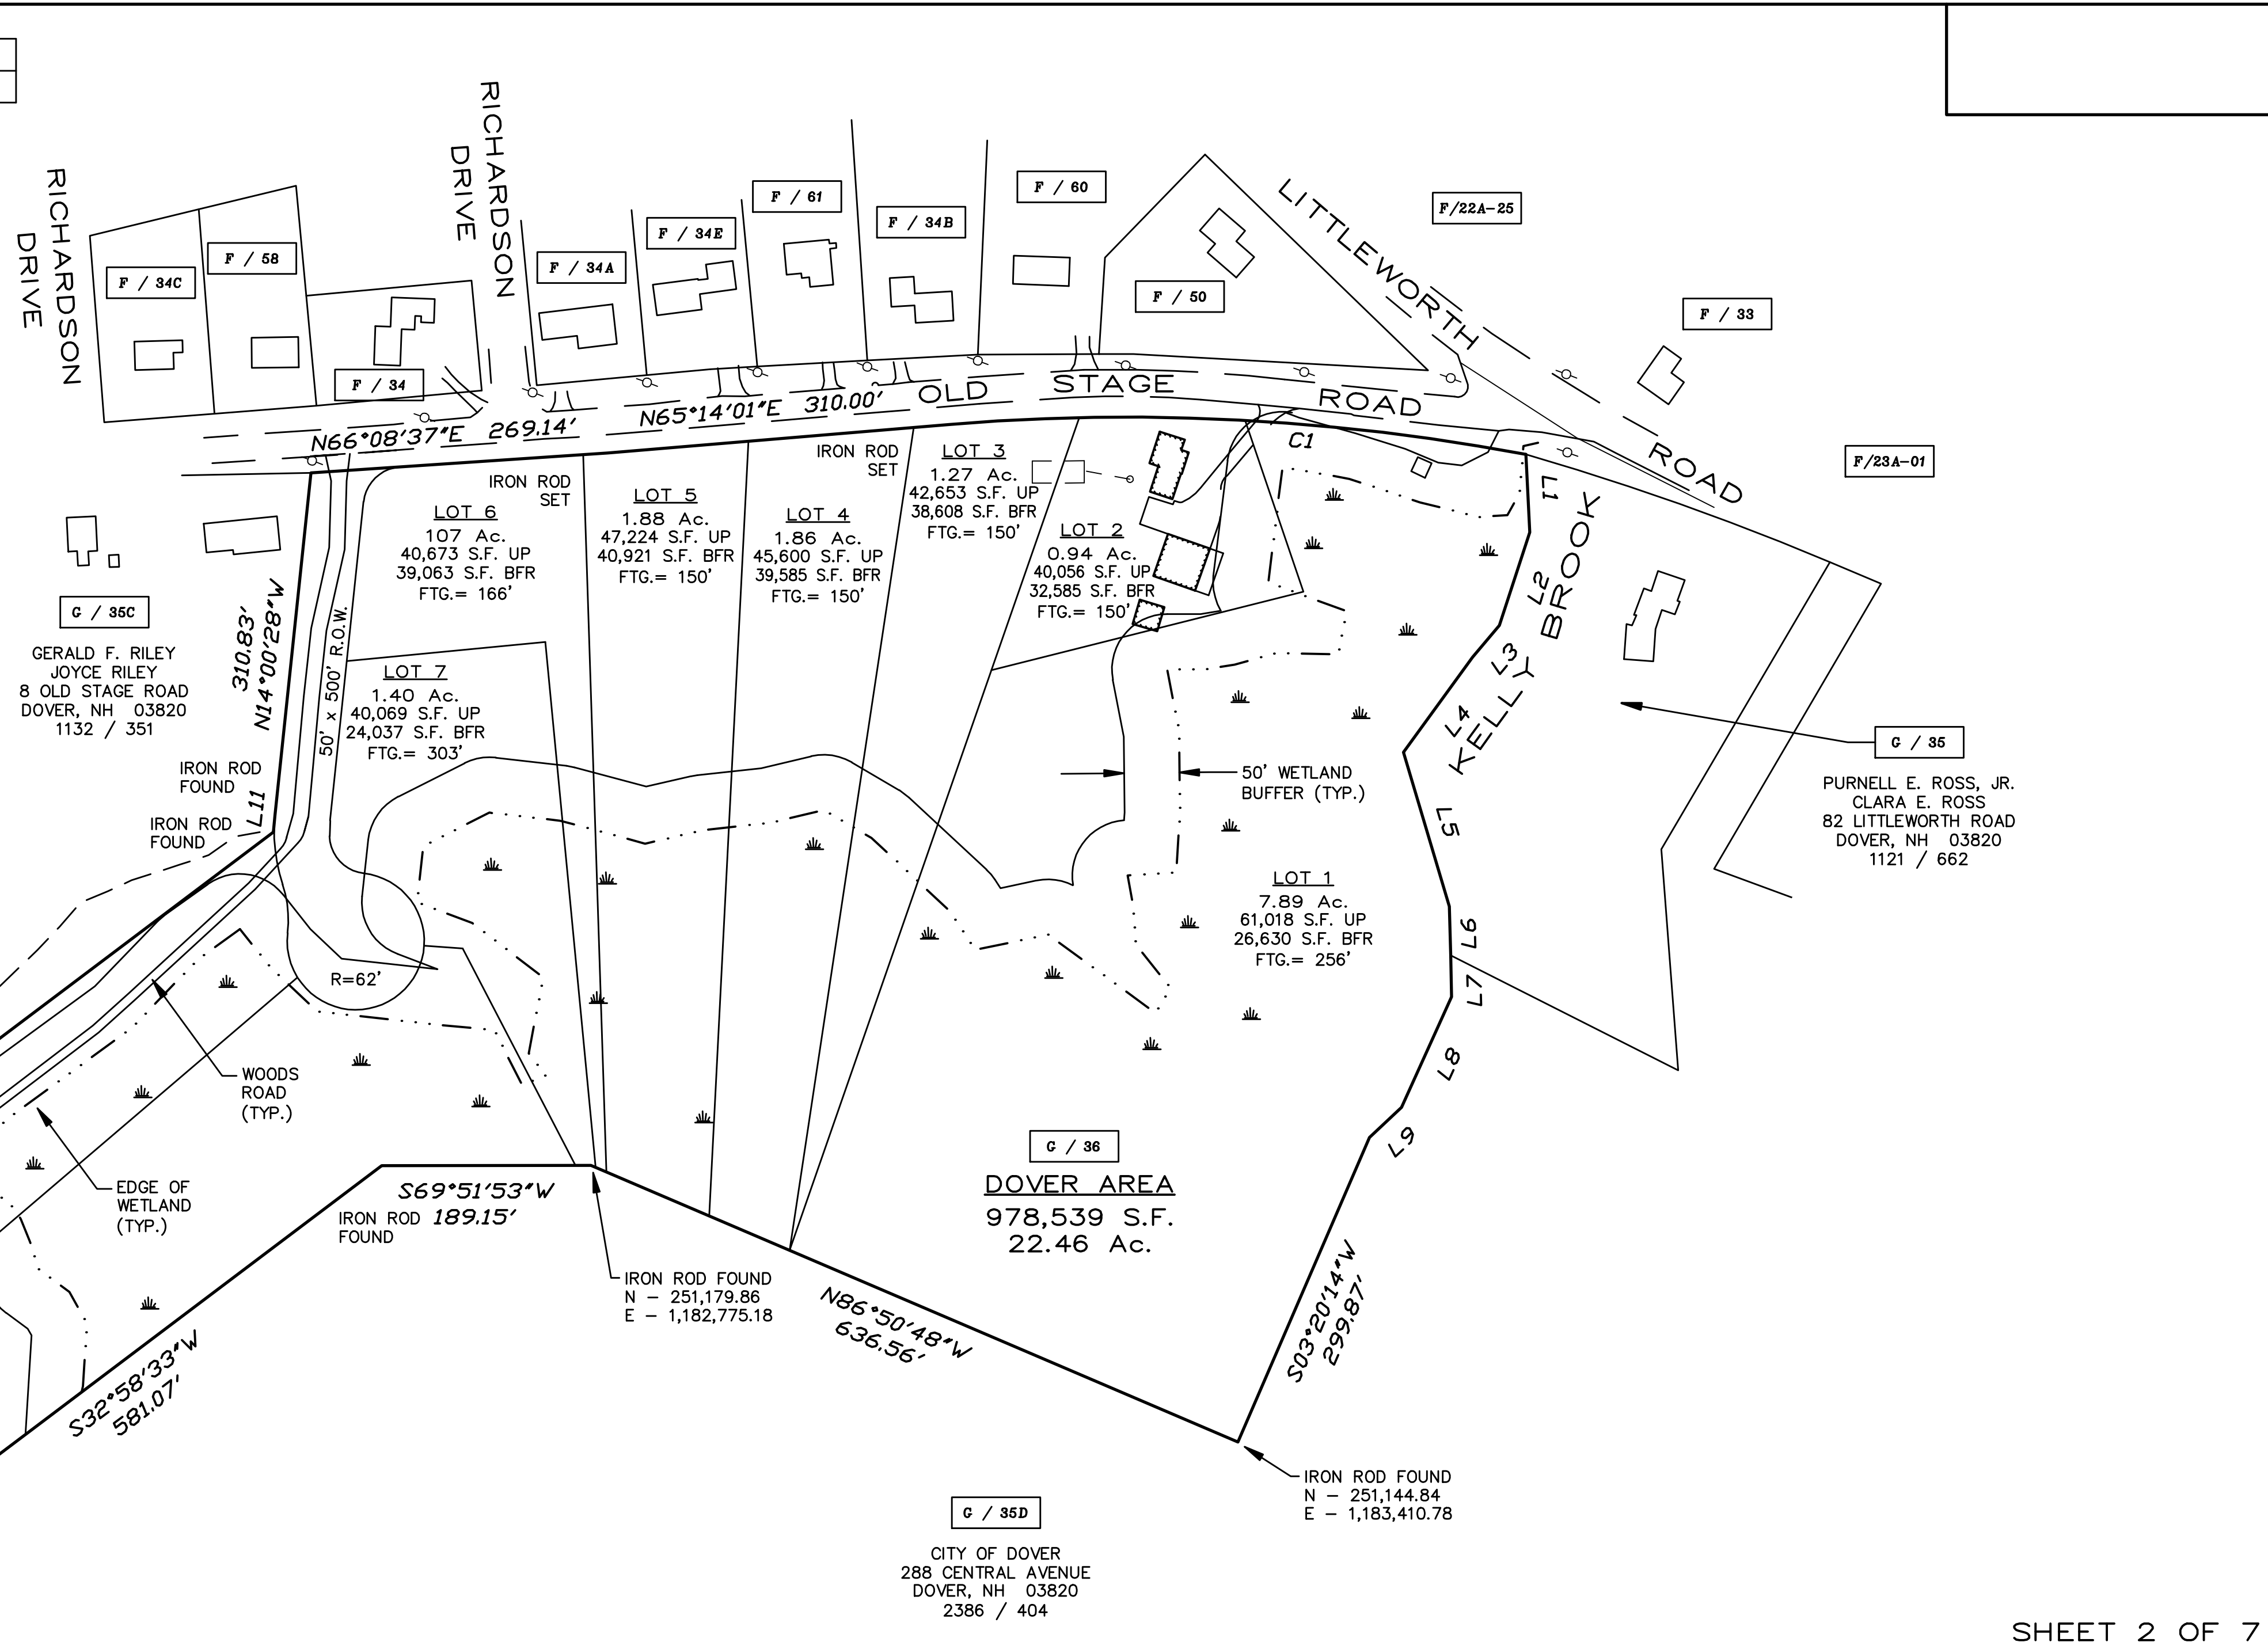 RICHARDSON
DRIVE
RICHARDSON
DRIVE
LITTLEWORTH
ROAD
F / 34C
F / 58
F / 34
F / 34A
F / 34E
F / 61
F / 34B
F / 60
F / 50
F/22A-25
F / 33
F/23A-01
OLD STAGE ROAD
N66°08'37"E 269.14'
N65°14'01"E 310.00'
C1
IRON ROD
SET
IRON ROD
SET
LOT 6
107 Ac.
40,673 S.F. UP
39,063 S.F. BFR
FTG.= 166'
LOT 5
1.88 Ac.
47,224 S.F. UP
40,921 S.F. BFR
FTG.= 150'
LOT 4
1.86 Ac.
45,600 S.F. UP
39,585 S.F. BFR
FTG.= 150'
LOT 3
1.27 Ac.
42,653 S.F. UP
38,608 S.F. BFR
FTG.= 150'
LOT 2
0.94 Ac.
40,056 S.F. UP
32,585 S.F. BFR
FTG.= 150'
LOT 7
1.40 Ac.
40,069 S.F. UP
24,037 S.F. BFR
FTG.= 303'
LOT 1
7.89 Ac.
61,018 S.F. UP
26,630 S.F. BFR
FTG.= 256'
G / 35C
GERALD F. RILEY
JOYCE RILEY
8 OLD STAGE ROAD
DOVER, NH 03820
1132 / 351
310.83'
N14°00'28"W
50' x 500' R.O.W.
IRON ROD
FOUND
IRON ROD
FOUND
L11
R=62'
50' WETLAND
BUFFER (TYP.)
L1
L2
L3
L4
L5
L6
L7
L8
L9
KELLY BROOK
G / 35
PURNELL E. ROSS, JR.
CLARA E. ROSS
82 LITTLEWORTH ROAD
DOVER, NH 03820
1121 / 662
WOODS
ROAD
(TYP.)
EDGE OF
WETLAND
(TYP.)
S69°51'53"W
189.15'
IRON ROD
FOUND
IRON ROD FOUND
N - 251,179.86
E - 1,182,775.18
G / 36
DOVER AREA
978,539 S.F.
22.46 Ac.
N86°50'48"W
636.56'
S03°20'14"W
299.87'
S32°58'33"W
581.07'
IRON ROD FOUND
N - 251,144.84
E - 1,183,410.78
G / 35D
CITY OF DOVER
288 CENTRAL AVENUE
DOVER, NH 03820
2386 / 404
SHEET 2 OF 7